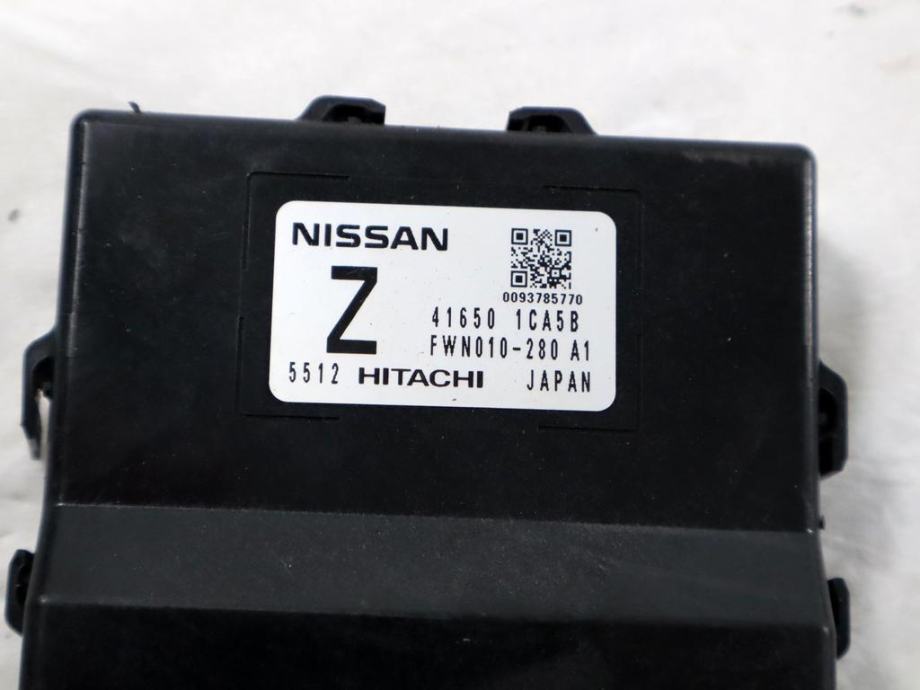 NISSAN
0093785770
Z
41650 1CA5B
FWN010-280 A1
5512 HITACHI JAPAN